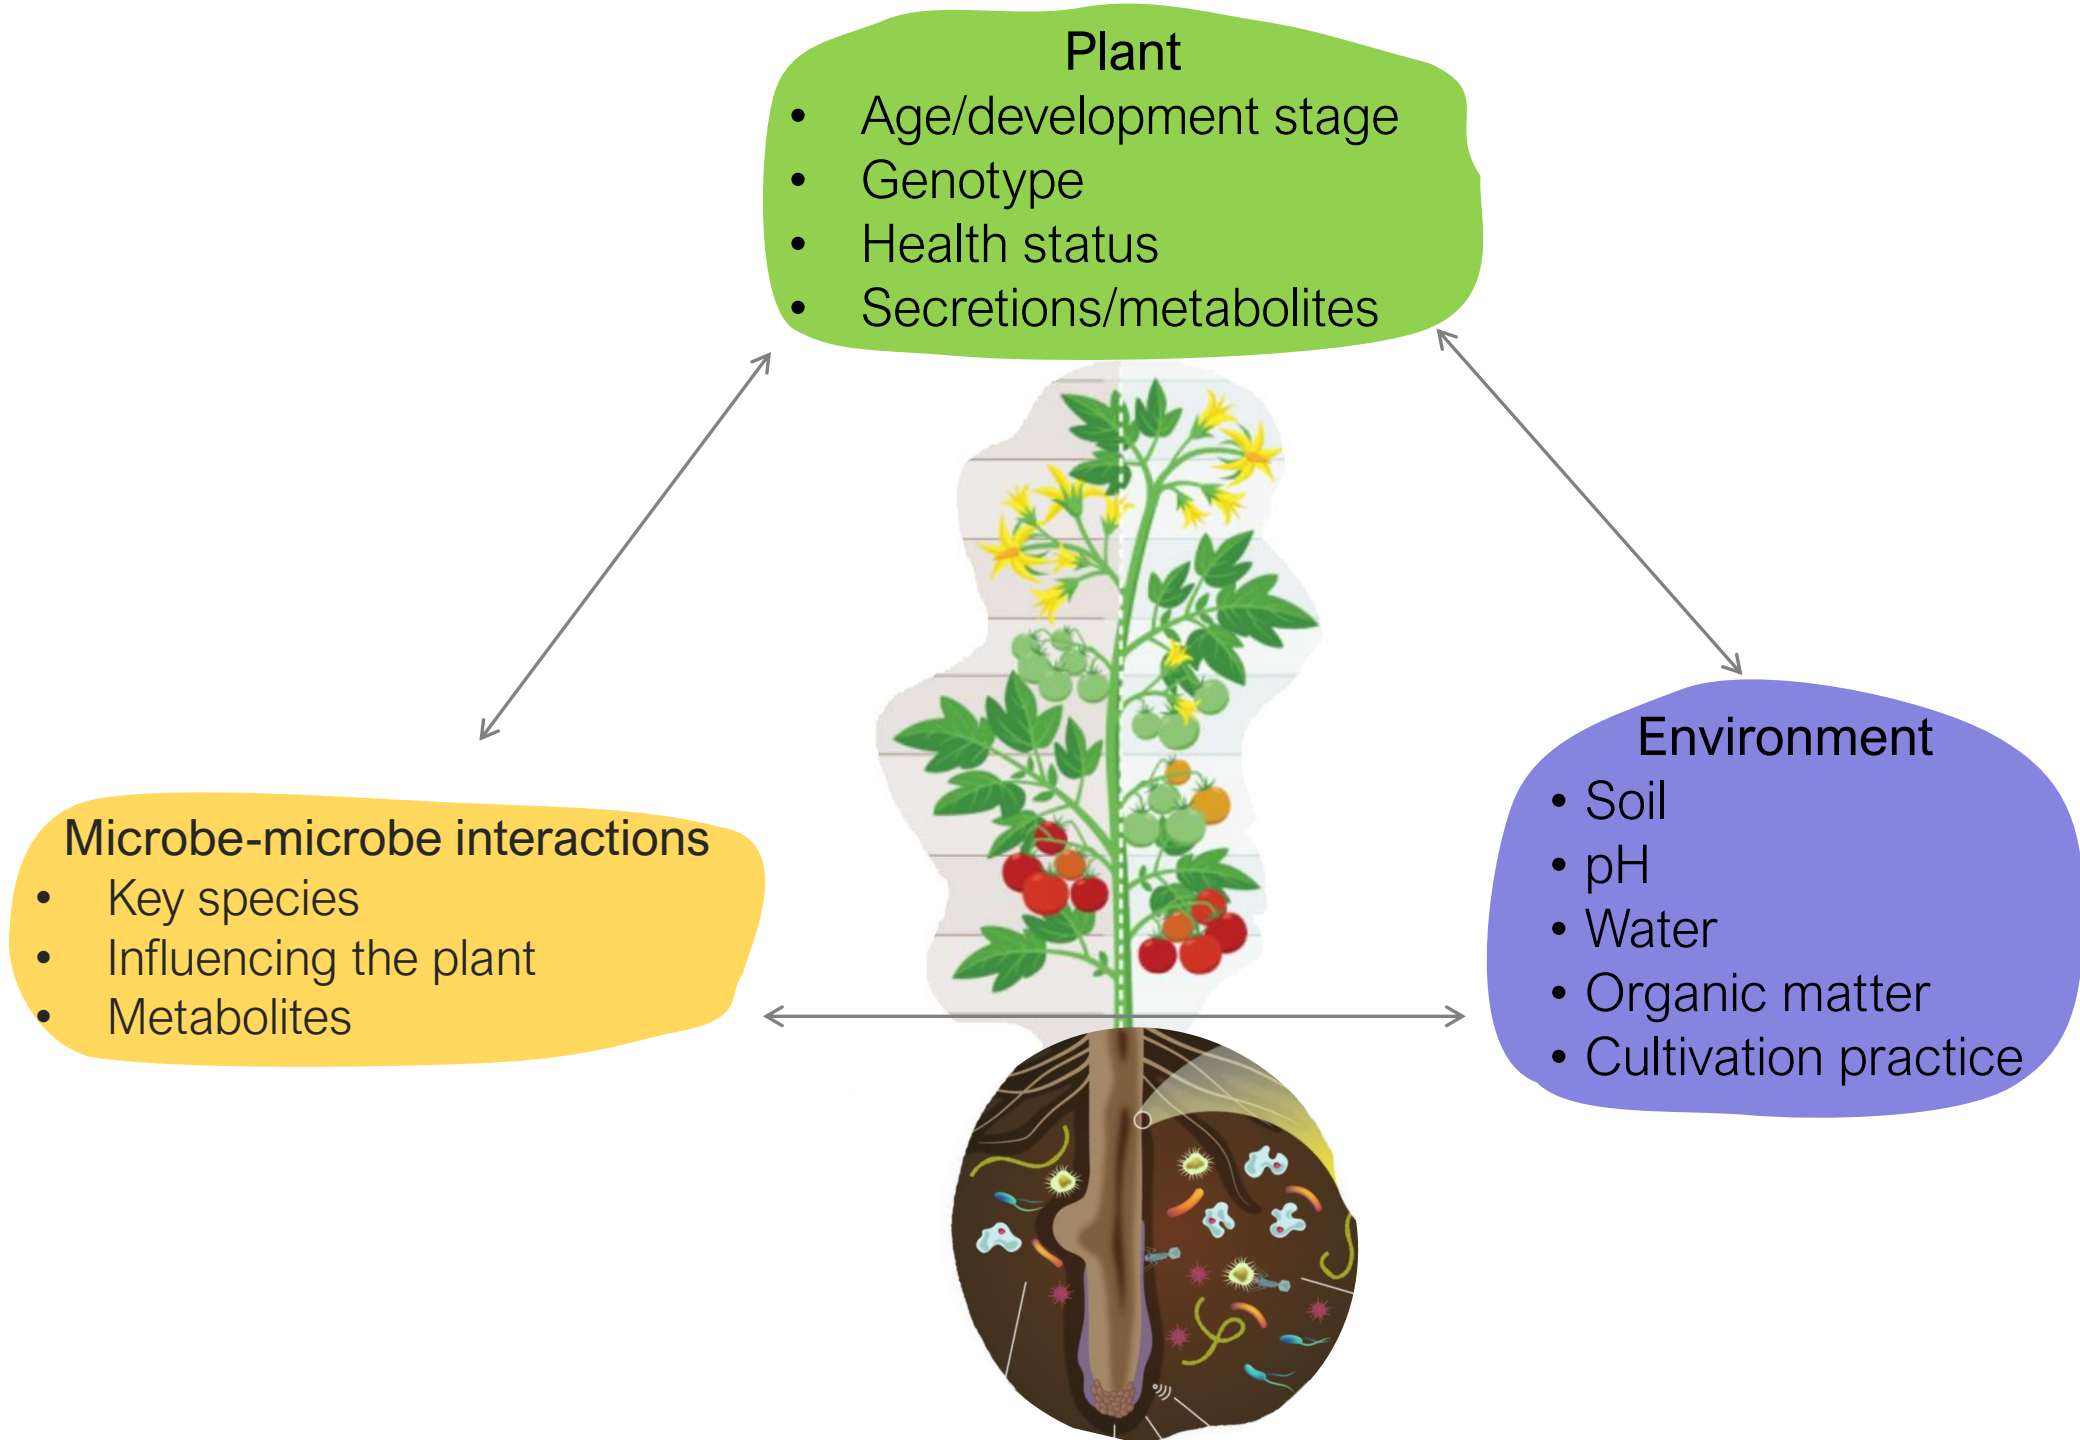 Plant
• Age/development stage
• Genotype
• Health status
• Secretions/metabolites
Microbe-microbe interactions
• Key species
• Influencing the plant
• Metabolites
Environment
• Soil
• pH
• Water
• Organic matter
• Cultivation practice